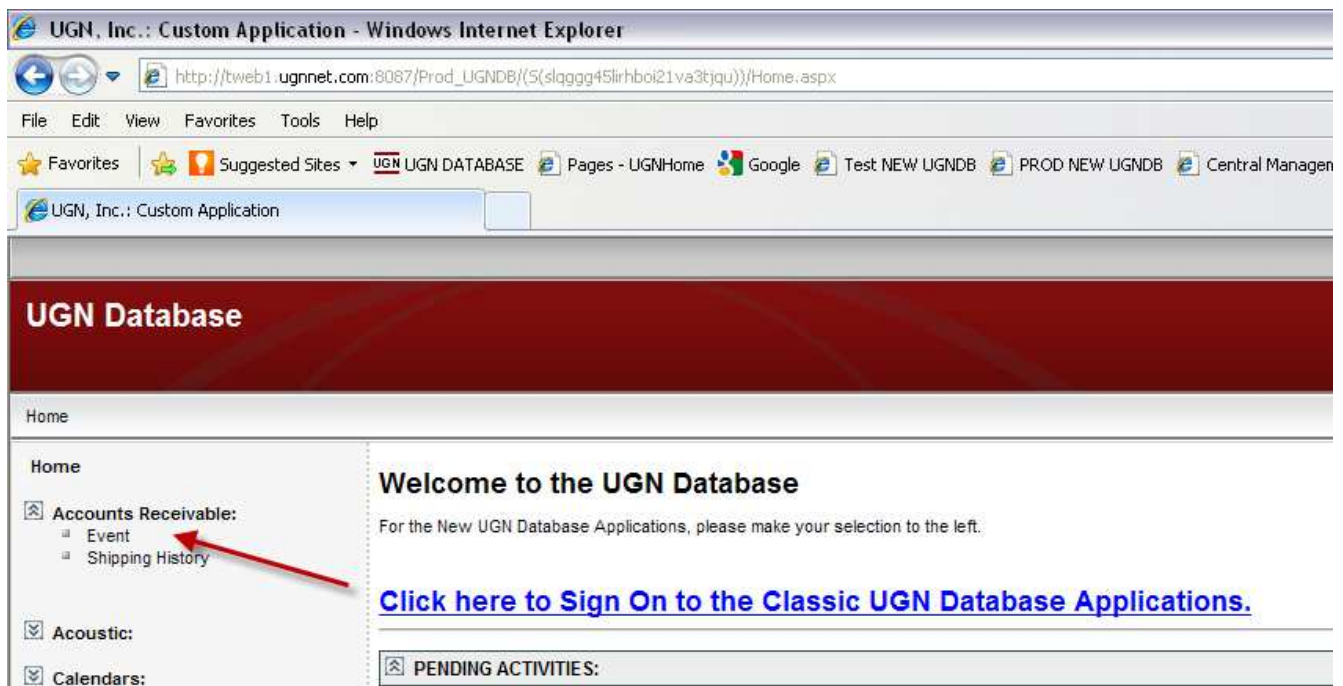 UGN, Inc.: Custom Application - Windows Internet Explorer
http://tweb1.ugnnet.com:8087/Prod_UGNDB/(S(slqggg45lirhboi21va3tjqu))/Home.aspx
File Edit View Favorites Tools Help
Favorites Suggested Sites UGN UGN DATABASE Pages - UGNHome Google Test NEW UGNDB PROD NEW UGNDB Central Managem
UGN, Inc.: Custom Application
UGN Database
Home
Home
Accounts Receivable:
Event
Shipping History
Acoustic:
Calendars:
Welcome to the UGN Database
For the New UGN Database Applications, please make your selection to the left.
Click here to Sign On to the Classic UGN Database Applications.
PENDING ACTIVITIES: